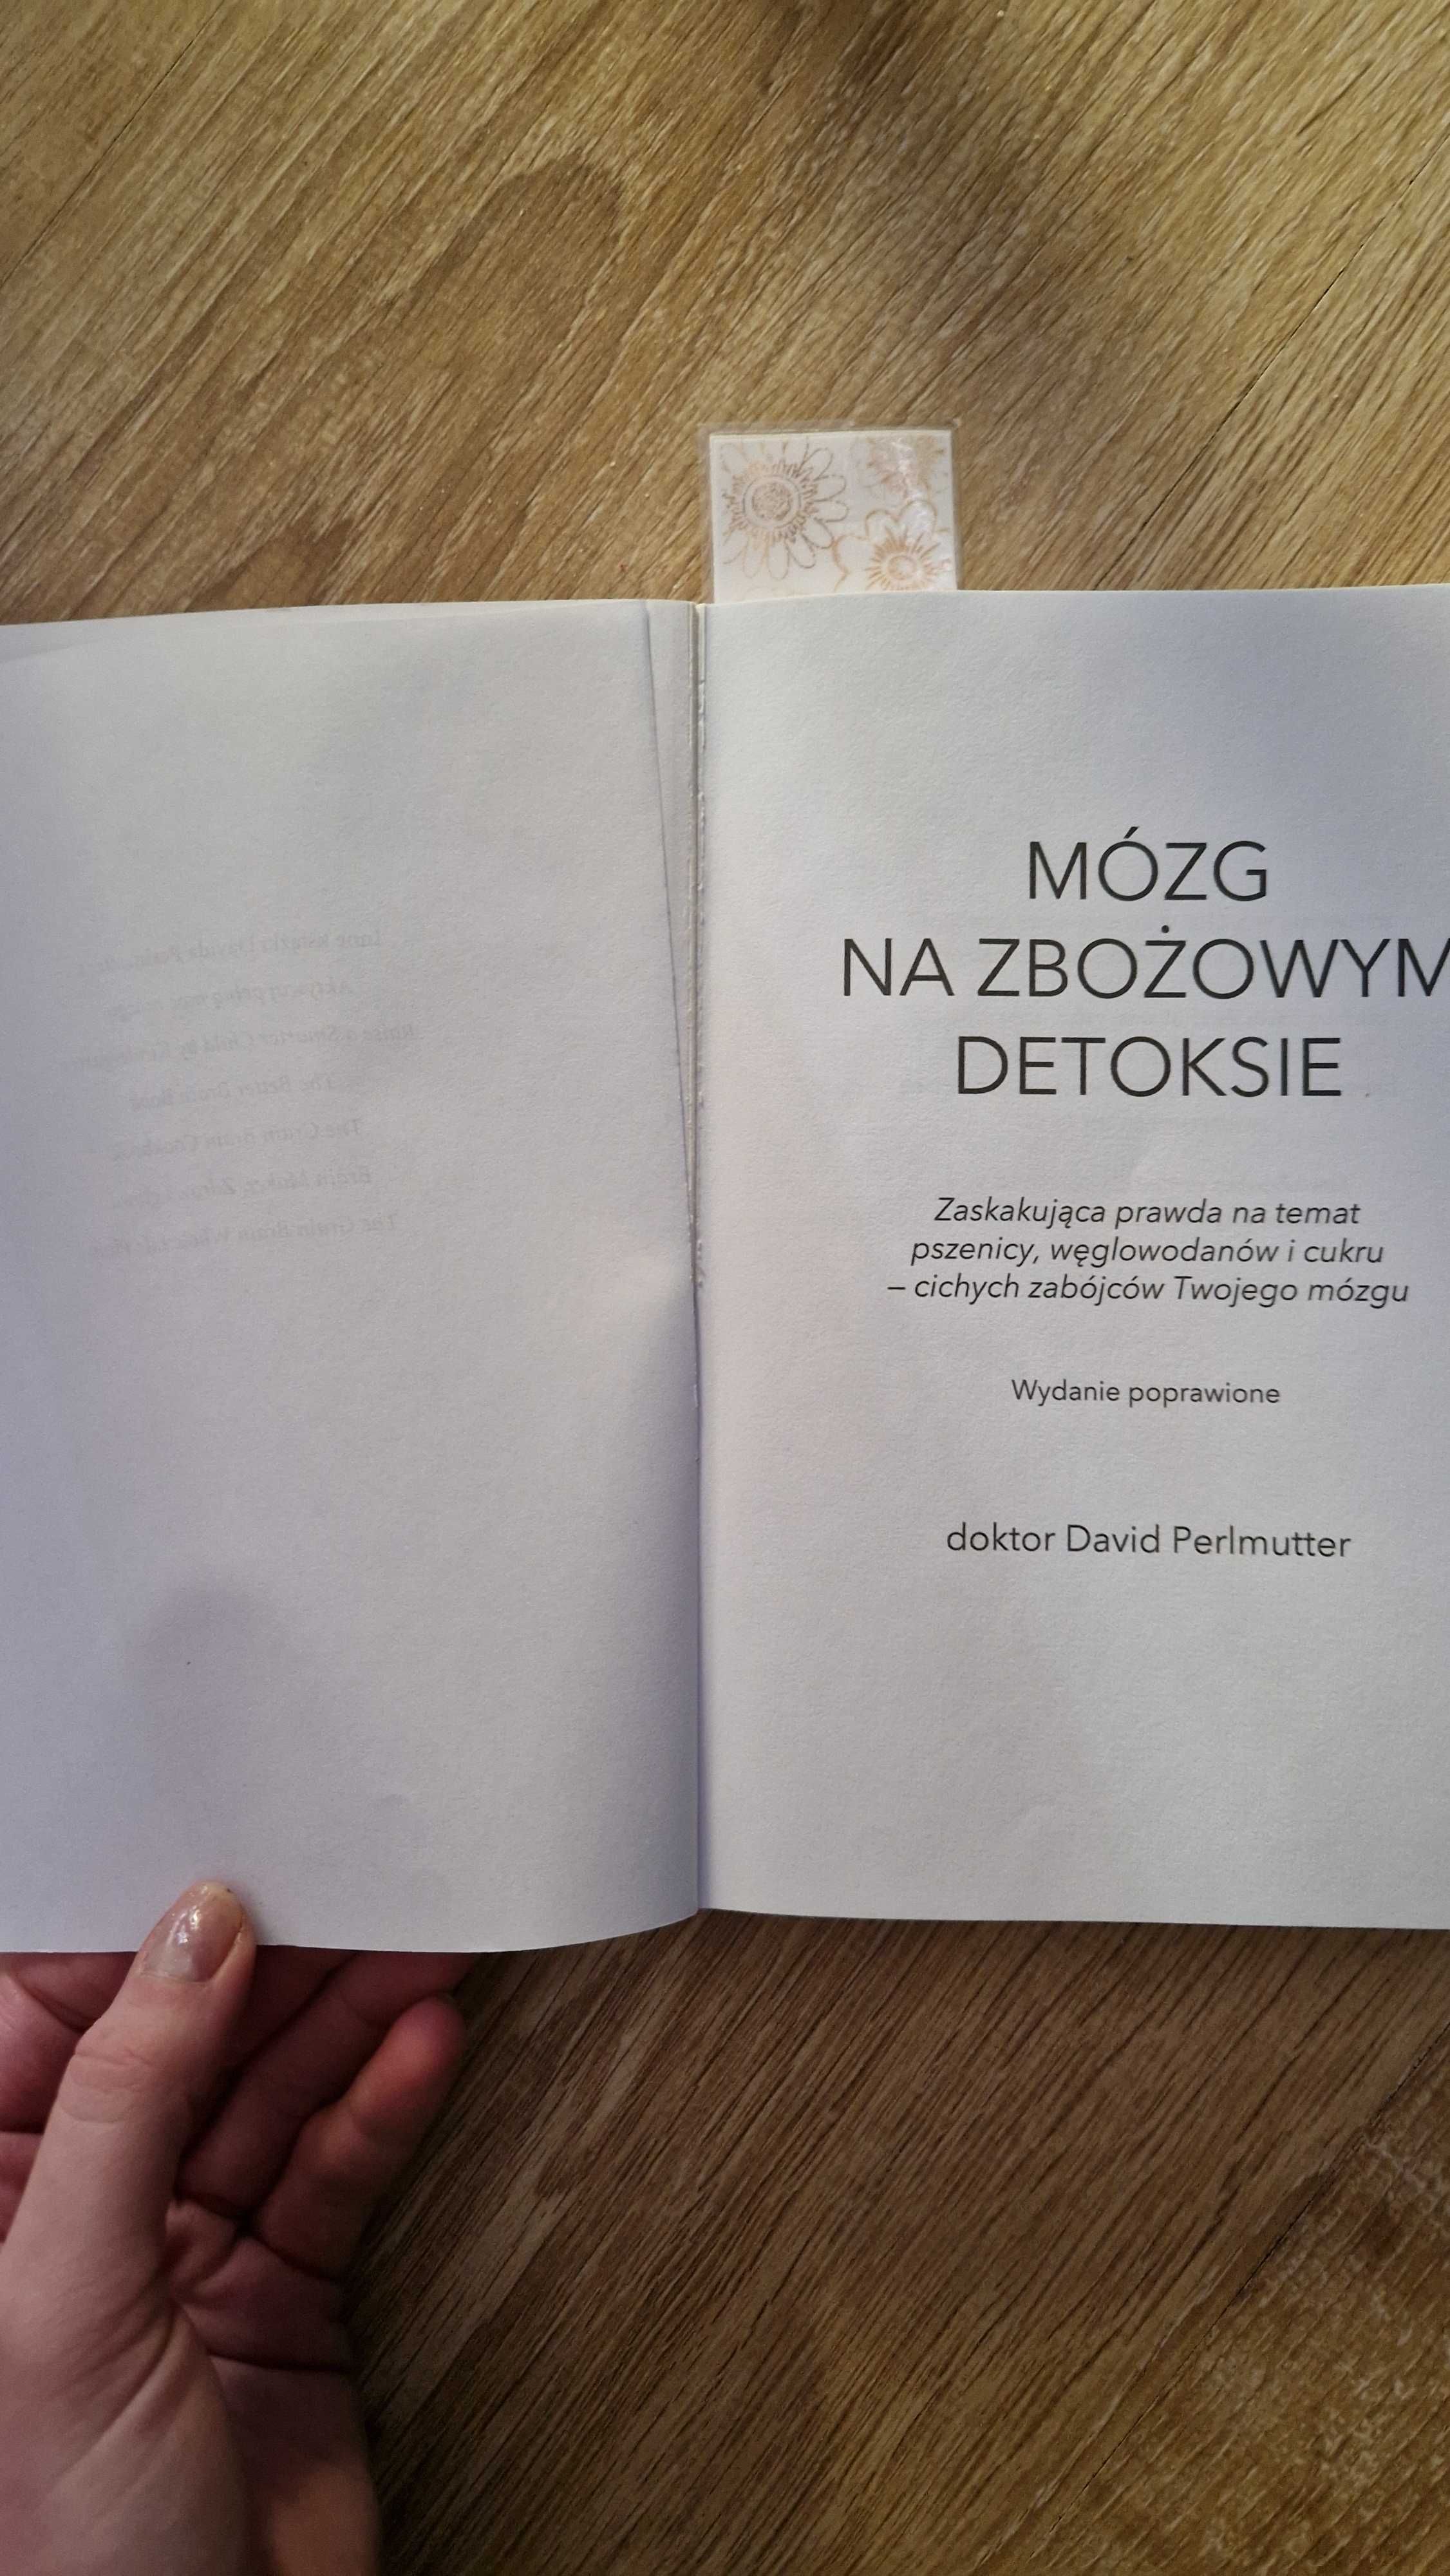 MÓZG
NA ZBOŻOWYM
DETOKSIE
Zaskakująca prawda na temat
pszenicy, węglowodanów i cukru
– cichych zabójców Twojego mózgu
Wydanie poprawione
doktor David Perlmutter